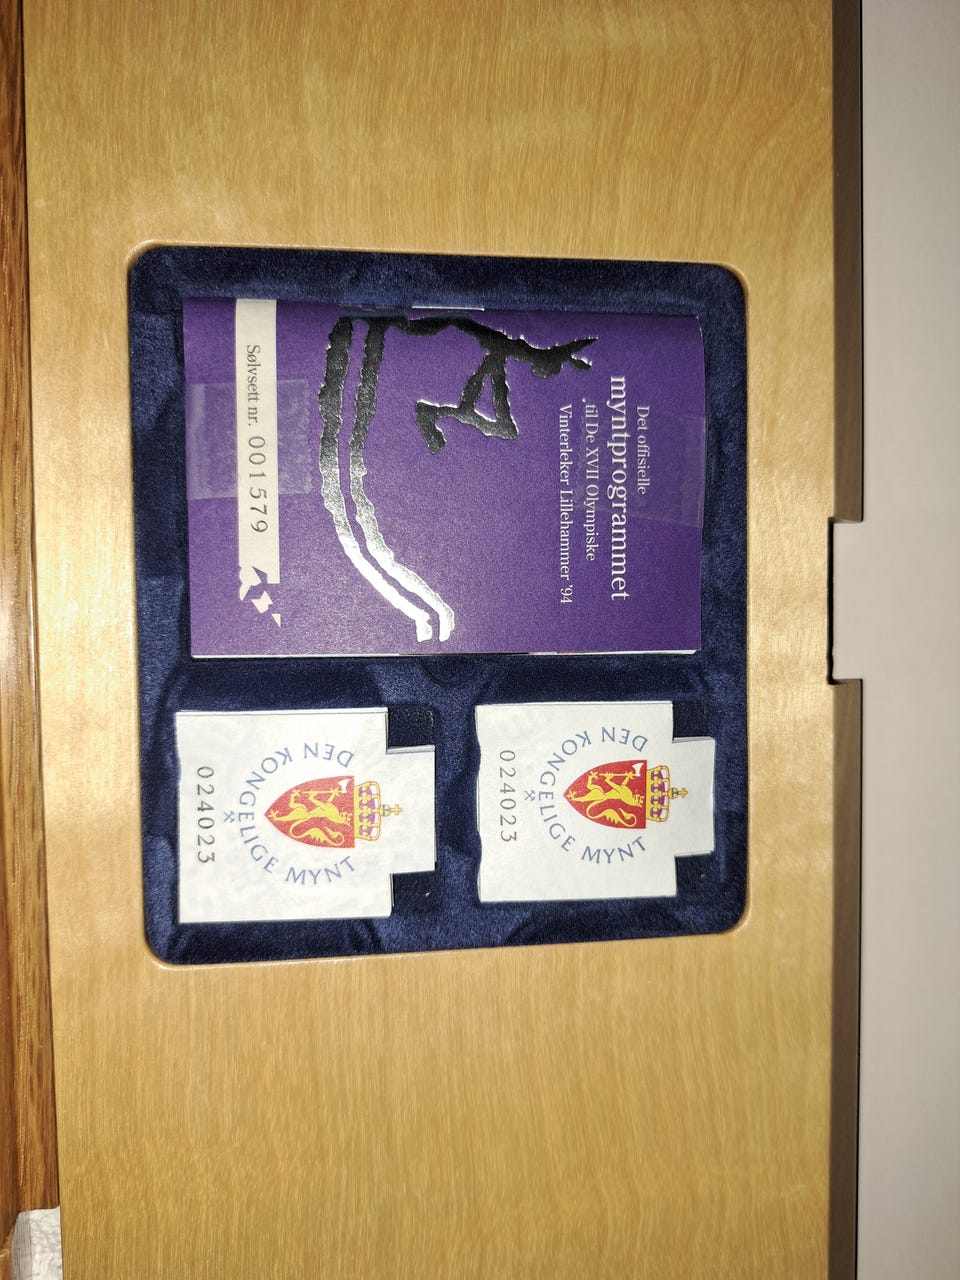 Det offisielle
myntprogrammet
til De XVII Olympiske
Vinterleker Lillehammer '94
Sølvsett nr. 001579
DEN KONGELIGE MYNT
024023
DEN KONGELIGE MYNT
024023